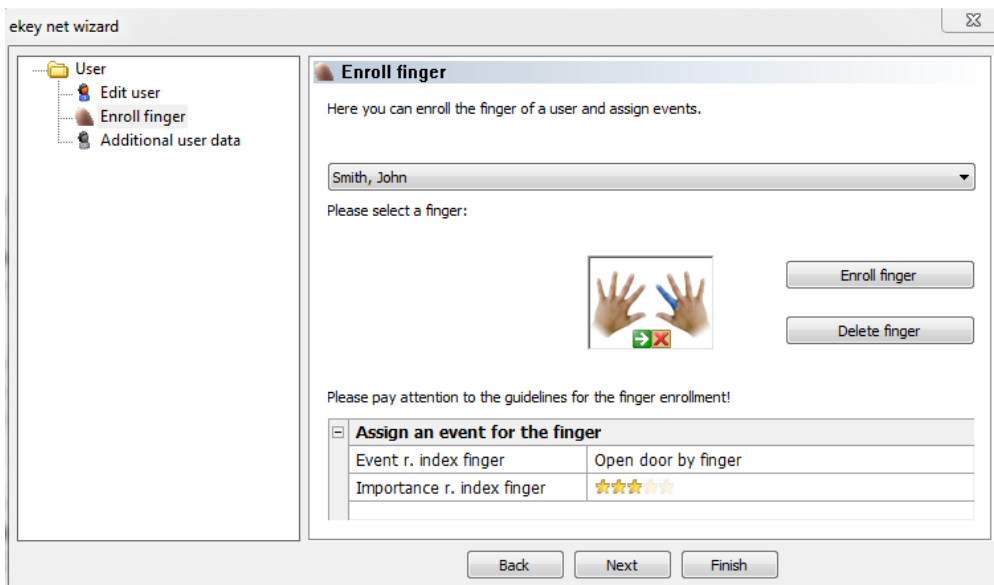 ekey net wizard
User
Edit user
Enroll finger
Additional user data
Enroll finger
Here you can enroll the finger of a user and assign events.
Smith, John
Please select a finger:
Enroll finger
Delete finger
Please pay attention to the guidelines for the finger enrollment!
Assign an event for the finger
Event r. index finger Open door by finger
Importance r. index finger
Back Next Finish